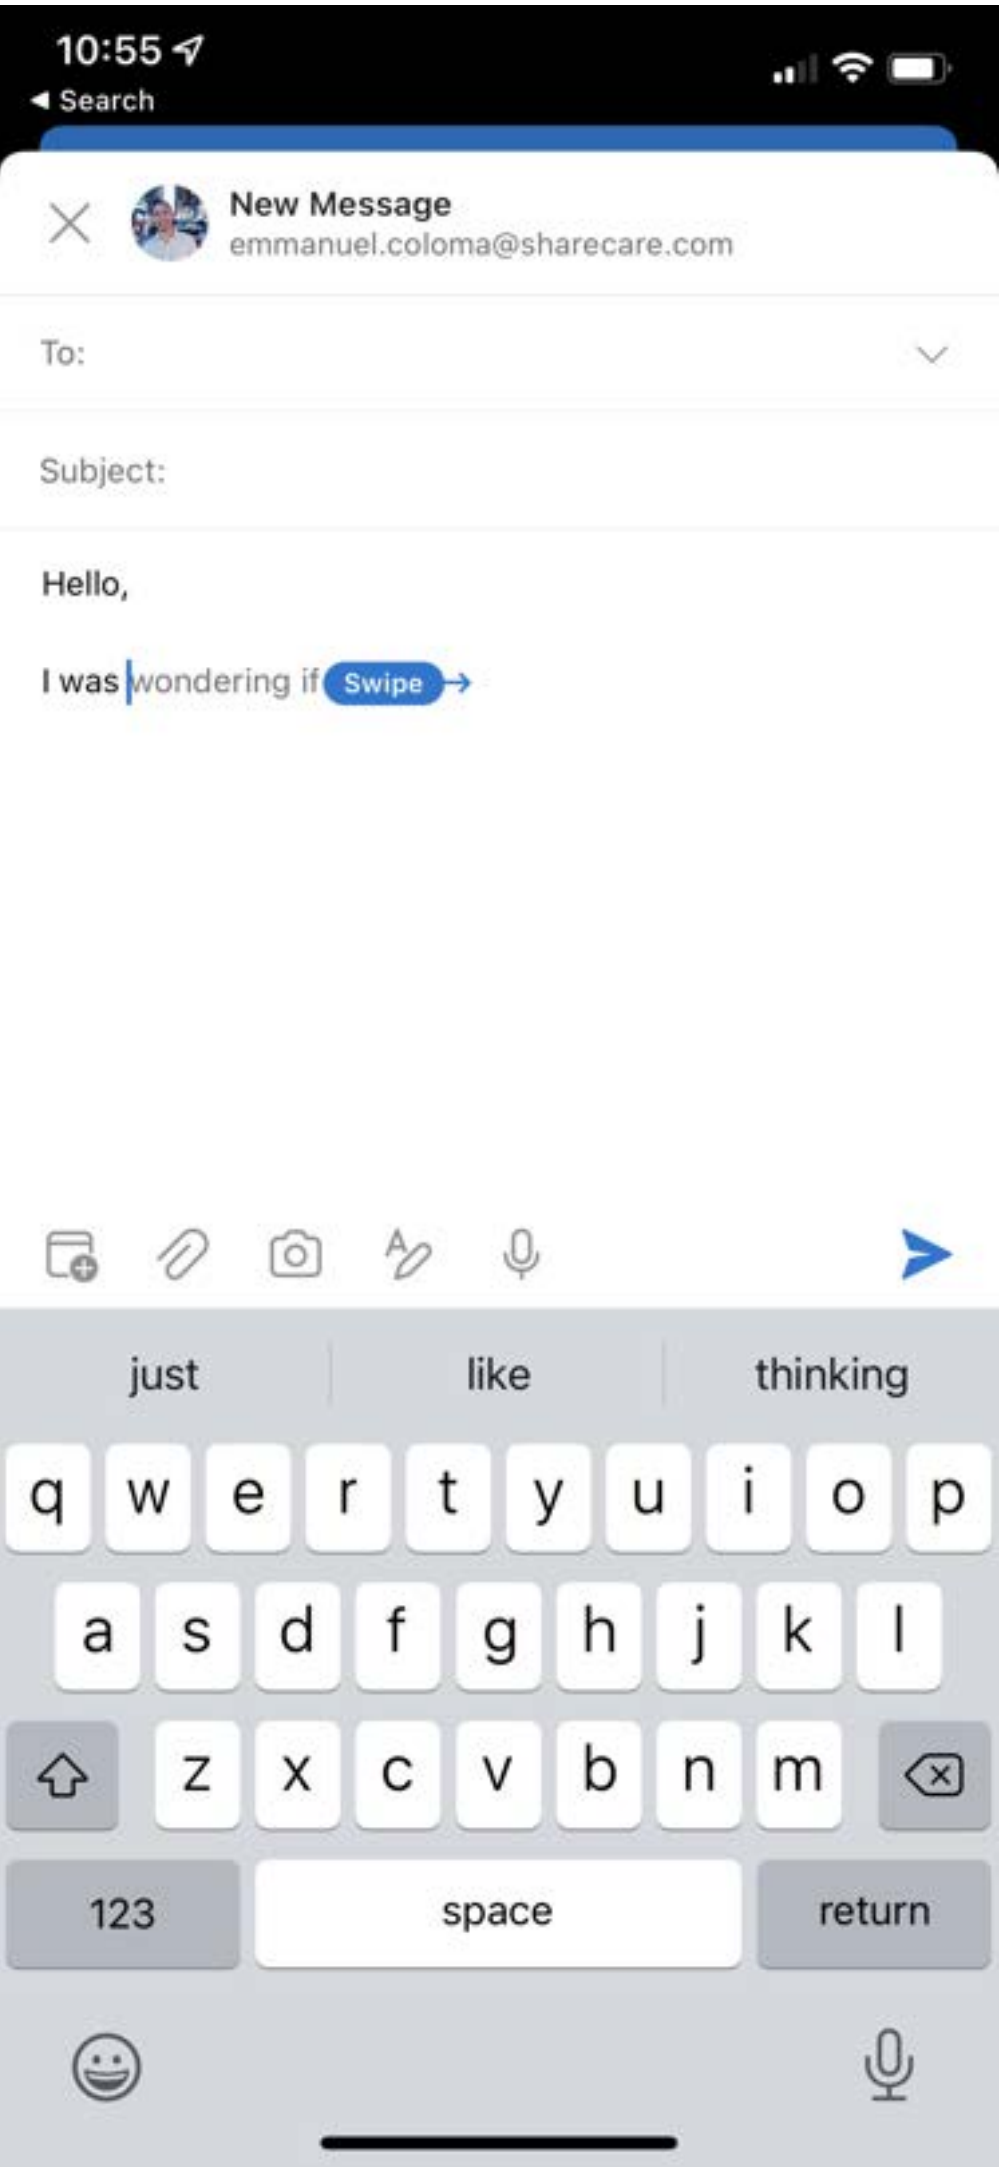 10:55
Search
New Message
emmanuel.coloma@sharecare.com
To:
Subject:
Hello,
I was wondering if Swipe
just like thinking
q w e r t y u i o p
a s d f g h j k l
z x c v b n m
123 space return